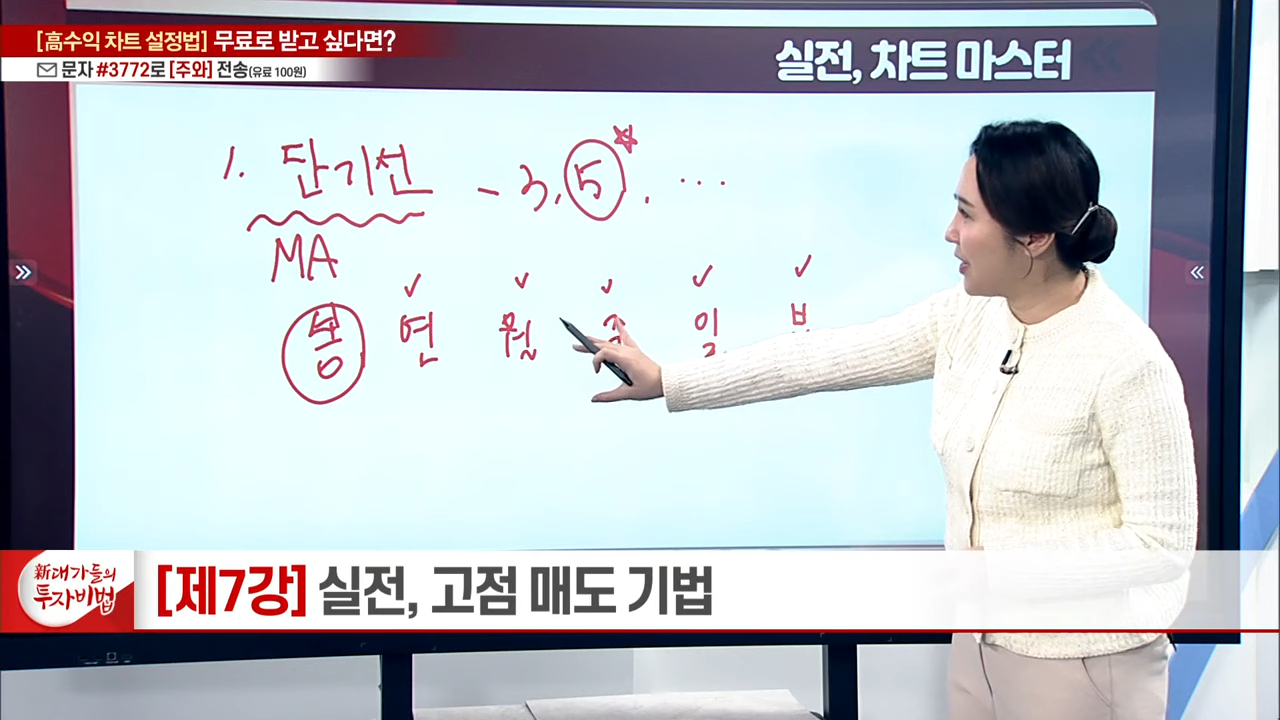 [高수익 차트 설정법] 무료로 받고 싶다면?
문자 #3772로 [주와] 전송(유료 100원)
실전, 차트 마스터
1. 단기선 - 3, 5. ...
MA
봉 연 월 일
新대가들의
투자비법
[제7강] 실전, 고점 매도 기법